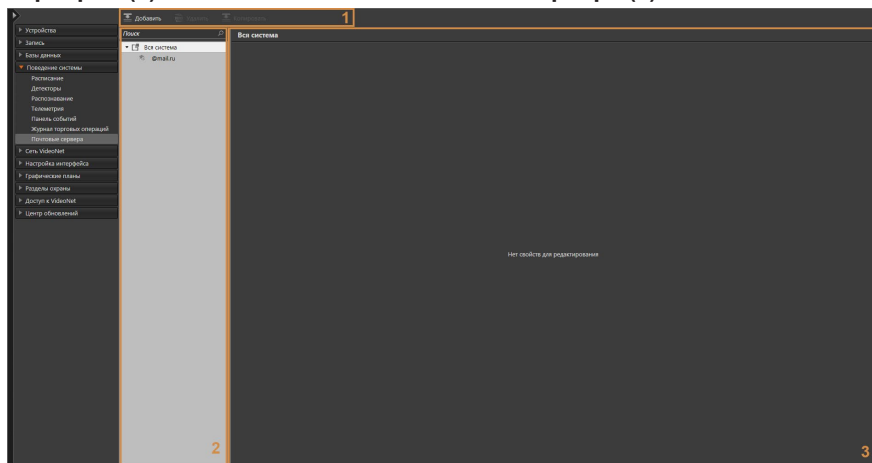 Добавить
Удалить
1
Устройства
Запись
Базы данных
Поведение системы
Расписание
Детекторы
Распознавание
Телеметрия
Панель событий
Журнал торговых операций
Почтовые сервера
Сеть VideoNet
Настройка интерфейса
Графические планы
Разделы охраны
Доступ к VideoNet
Центр обновлений
Поиск
Вся система
@mail.ru
2
Вся система
Нет свойств для редактирования
3